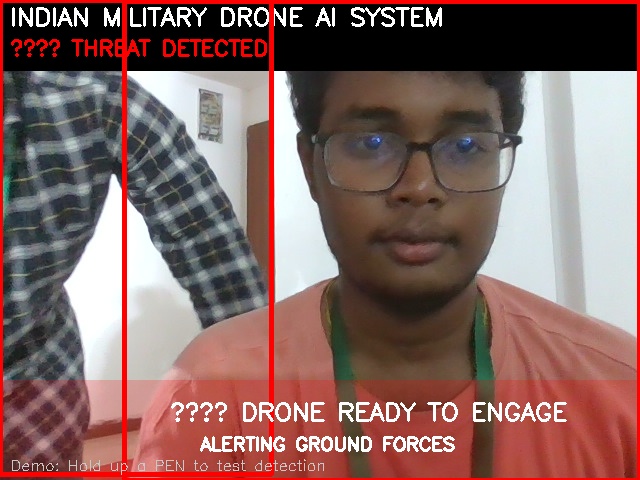 INDIAN MILITARY DRONE AI SYSTEM
???? THREAT DETECTED
???? DRONE READY TO ENGAGE
ALERTING GROUND FORCES
Demo: Hold up a PEN to test detection